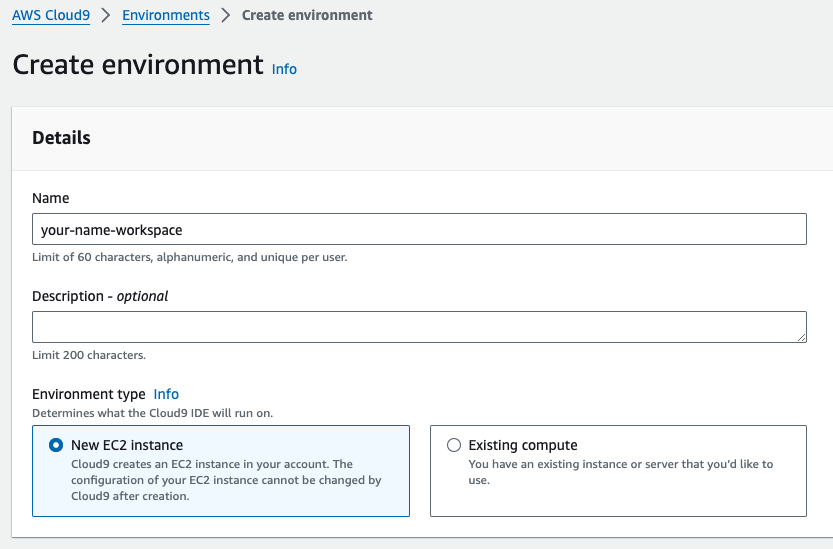 AWS Cloud9 > Environments > Create environment
Create environment Info
Details
Name
your-name-workspace
Limit of 60 characters, alphanumeric, and unique per user.
Description - optional
Limit 200 characters.
Environment type Info
Determines what the Cloud9 IDE will run on.
New EC2 instance
Cloud9 creates an EC2 instance in your account. The
configuration of your EC2 instance cannot be changed by
Cloud9 after creation.
Existing compute
You have an existing instance or server that you'd like to
use.